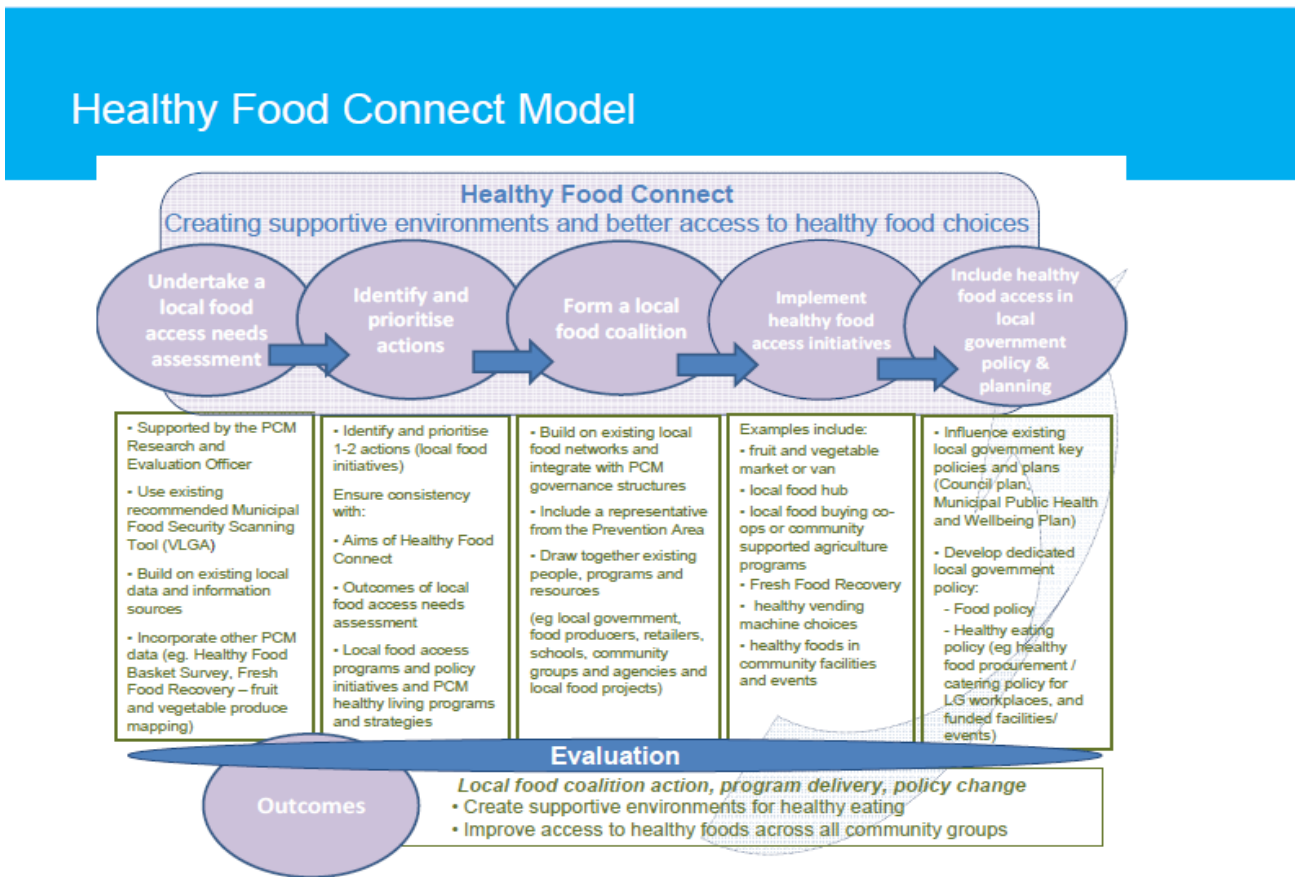 Healthy Food Connect Model
Healthy Food Connect
Creating supportive environments and better access to healthy food choices
Undertake a
local food
access needs
assessment
Identify and
prioritise
actions
Form a local
food coalition
Implement
healthy food
access initiatives
Include healthy
food access in
local
government
policy &
planning
• Supported by the PCM
Research and
Evaluation Officer
• Use existing
recommended Municipal
Food Security Scanning
Tool (VLGA)
• Build on existing local
data and information
sources
• Incorporate other PCM
data (eg. Healthy Food
Basket Survey, Fresh
Food Recovery – fruit
and vegetable produce
mapping)
• Identify and prioritise
1-2 actions (local food
initiatives)
Ensure consistency
with:
• Aims of Healthy Food
Connect
• Outcomes of local
food access needs
assessment
• Local food access
programs and policy
initiatives and PCM
healthy living programs
and strategies
• Build on existing local
food networks and
integrate with PCM
governance structures
• Include a representative
from the Prevention Area
• Draw together existing
people, programs and
resources
(eg local government,
food producers, retailers,
schools, community
groups and agencies and
local food projects)
Examples include:
• fruit and vegetable
market or van
• local food hub
• local food buying co-
ops or community
supported agriculture
programs
• Fresh Food Recovery
• healthy vending
machine choices
• healthy foods in
community facilities
and events
• Influence existing
local government key
policies and plans
(Council plan,
Municipal Public Health
and Wellbeing Plan)
• Develop dedicated
local government
policy:
- Food policy
- Healthy eating
policy (eg healthy
food procurement /
catering policy for
LG workplaces, and
funded facilities/
events)
Evaluation
Outcomes
Local food coalition action, program delivery, policy change
• Create supportive environments for healthy eating
• Improve access to healthy foods across all community groups